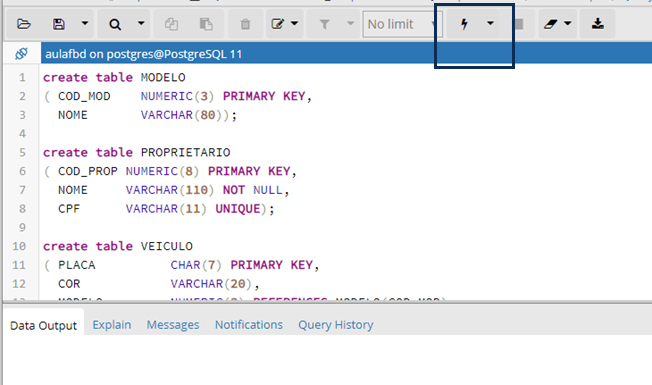 No limit
aulafbd on postgres@PostgreSQL 11
1 create table MODELO
2 ( COD_MOD NUMERIC(3) PRIMARY KEY,
3 NOME VARCHAR(80));
4
5 create table PROPRIETARIO
6 ( COD_PROP NUMERIC(8) PRIMARY KEY,
7 NOME VARCHAR(110) NOT NULL,
8 CPF VARCHAR(11) UNIQUE);
9
10 create table VEICULO
11 ( PLACA CHAR(7) PRIMARY KEY,
12 COR VARCHAR(20),
Data Output Explain Messages Notifications Query History